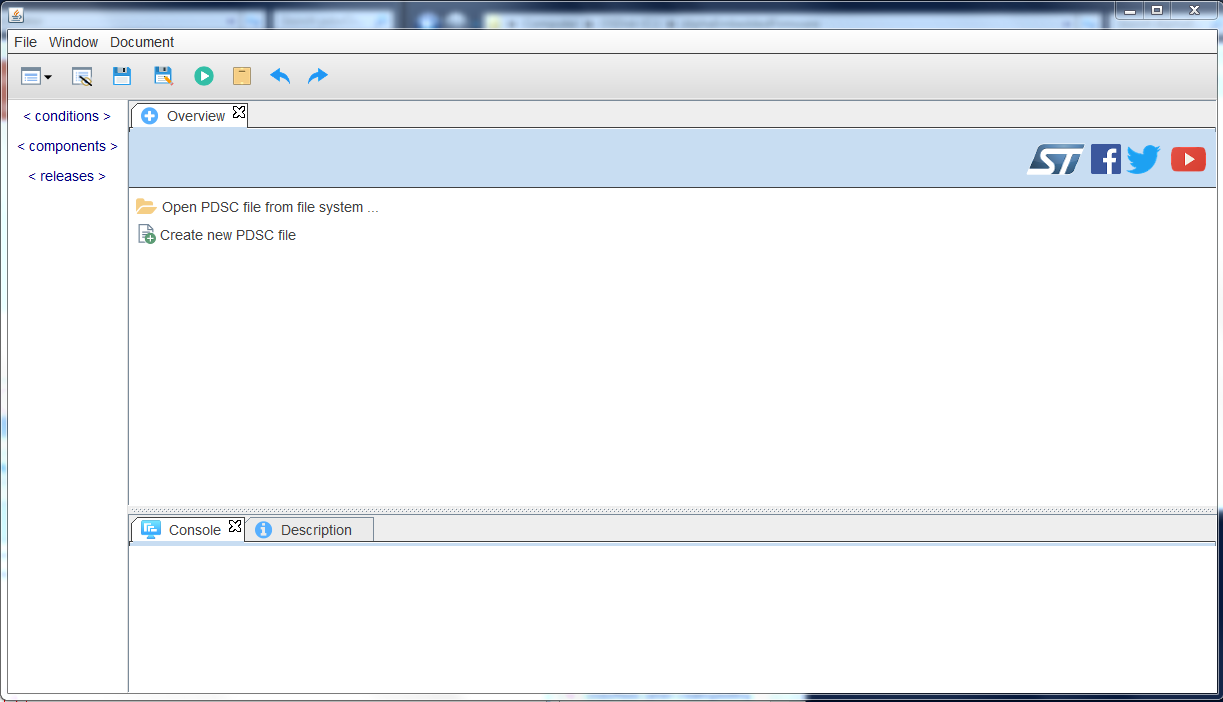 File Window Document
< conditions >
< components >
< releases >
Overview
ST
Open PDSC file from file system ...
Create new PDSC file
Console
Description